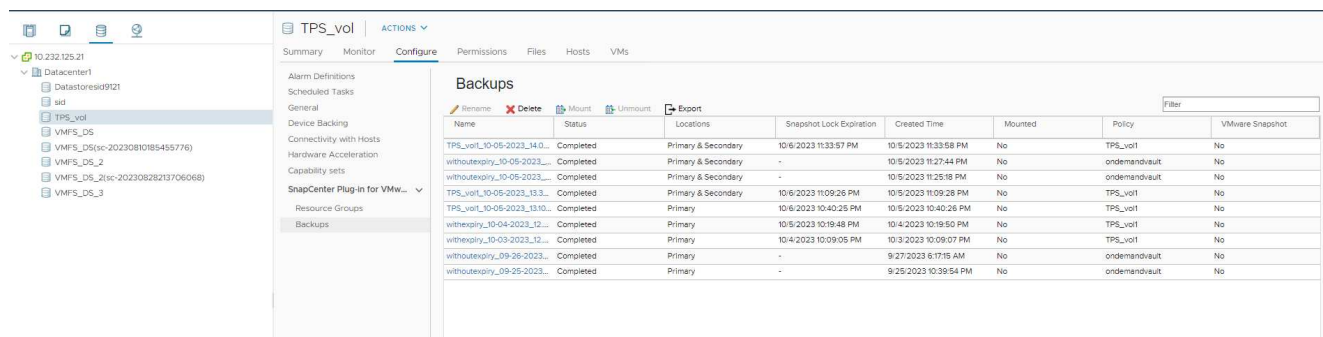 TPS_vol ACTIONS
Summary Monitor Configure Permissions Files Hosts VMs
10.232.125.21
Datacenter1
Datastoresid9121
sid
TPS_vol
VMFS_DS
VMFS_DS(sc-20230810185455776)
VMFS_DS_2
VMFS_DS_2(sc-20230828213706068)
VMFS_DS_3
Alarm Definitions
Scheduled Tasks
General
Device Backing
Connectivity with Hosts
Hardware Acceleration
Capability sets
SnapCenter Plug-in for VMw...
Resource Groups
Backups
Backups
Rename Delete Mount Unmount Export Filter
Name Status Locations Snapshot Lock Expiration Created Time Mounted Policy VMware Snapshot
TPS_vol1_10-05-2023_14.0... Completed Primary & Secondary 10/6/2023 11:33:57 PM 10/5/2023 11:33:58 PM No TPS_vol1 No
withoutexpiry_10-05-2023_... Completed Primary & Secondary - 10/5/2023 11:27:44 PM No ondemandvault No
withoutexpiry_10-05-2023_... Completed Primary & Secondary - 10/5/2023 11:25:18 PM No ondemandvault No
TPS_vol1_10-05-2023_13.3... Completed Primary & Secondary 10/6/2023 11:09:26 PM 10/5/2023 11:09:28 PM No TPS_vol1 No
TPS_vol1_10-05-2023_13.10... Completed Primary 10/6/2023 10:40:25 PM 10/5/2023 10:40:26 PM No TPS_vol1 No
withexpiry_10-04-2023_12.... Completed Primary 10/5/2023 10:19:48 PM 10/4/2023 10:19:50 PM No TPS_vol1 No
withexpiry_10-03-2023_12.... Completed Primary 10/4/2023 10:09:05 PM 10/3/2023 10:09:07 PM No TPS_vol1 No
withoutexpiry_09-26-2023... Completed Primary - 9/27/2023 6:17:15 AM No ondemandvault No
withoutexpiry_09-25-2023... Completed Primary - 9/25/2023 10:39:54 PM No ondemandvault No